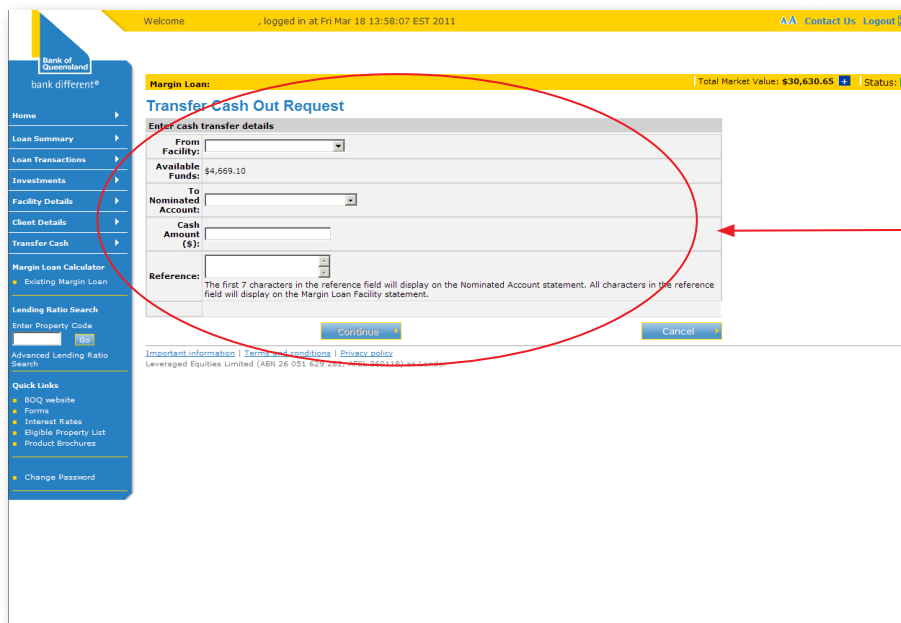 Welcome , logged in at Fri Mar 18 13:58:07 EST 2011
AA Contact Us Logout
Bank of
Queensland
bank different®
Home
Loan Summary
Loan Transactions
Investments
Facility Details
Client Details
Transfer Cash
Margin Loan Calculator
Existing Margin Loan
Lending Ratio Search
Enter Property Code
Go
Advanced Lending Ratio
Search
Quick Links
BOQ website
Forms
Interest Rates
Eligible Property List
Product Brochures
Change Password
Margin Loan:
Total Market Value: $30,630.65 + Status:
Transfer Cash Out Request
Enter cash transfer details
From
Facility:
Available
Funds: $4,669.10
To
Nominated
Account:
Cash
Amount
($):
Reference:
The first 7 characters in the reference field will display on the Nominated Account statement. All characters in the reference
field will display on the Margin Loan Facility statement.
Continue
Cancel
Important information | Terms and conditions | Privacy policy
Leveraged Equities Limited (ABN 26 051 629 282, AFSL 360118) as Lender